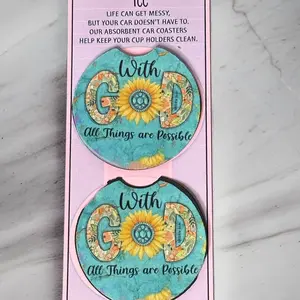 TCC
LIFE CAN GET MESSY,
BUT YOUR CAR DOESN'T HAVE TO.
OUR ABSORBENT CAR COASTERS
HELP KEEP YOUR CUP HOLDERS CLEAN.
With
GOD
All Things are Possible
With
GOD
All Things are Possible